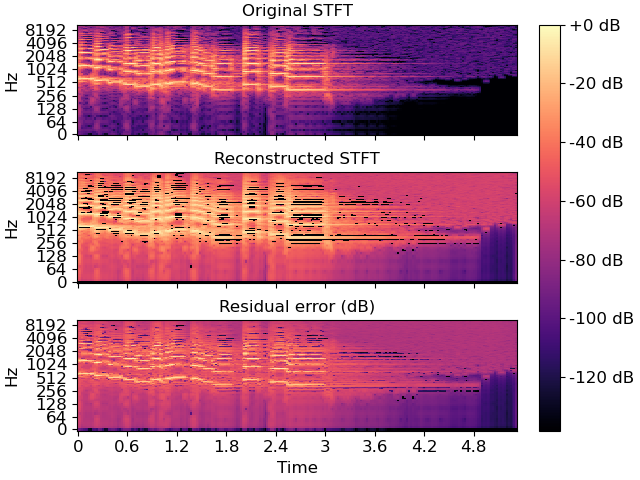 Original STFT
8192
4096
2048
1024
512
256
128
64
0
Hz
Reconstructed STFT
8192
4096
2048
1024
512
256
128
64
0
Hz
Residual error (dB)
8192
4096
2048
1024
512
256
128
64
0
Hz
0 0.6 1.2 1.8 2.4 3 3.6 4.2 4.8
Time
+0 dB
-20 dB
-40 dB
-60 dB
-80 dB
-100 dB
-120 dB